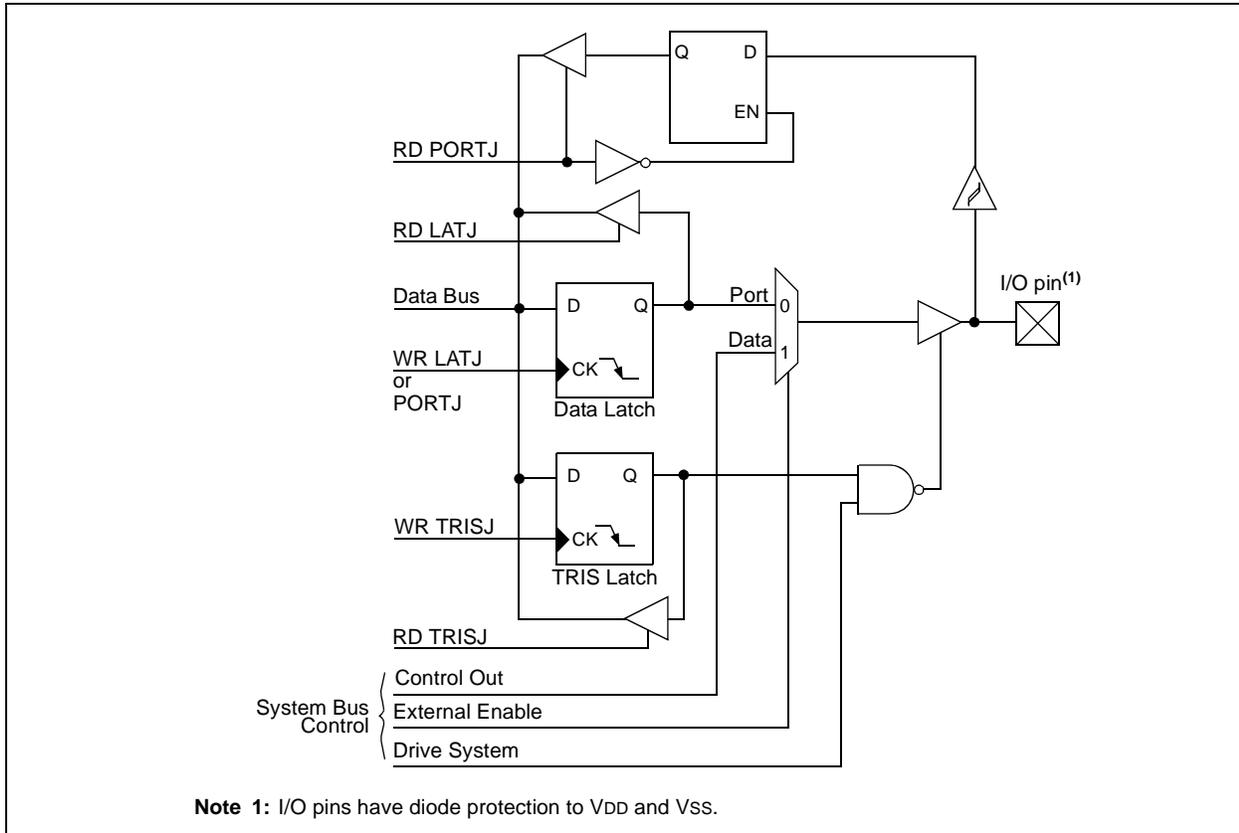 Q D
EN
RD PORTJ
RD LATJ
I/O pin(1)
Data Bus
D Q
Port
0
Data
1
WR LATJ
or
PORTJ
CK
Data Latch
D Q
WR TRISJ
CK
TRIS Latch
RD TRISJ
Control Out
System Bus
Control
External Enable
Drive System
Note 1: I/O pins have diode protection to VDD and VSS.